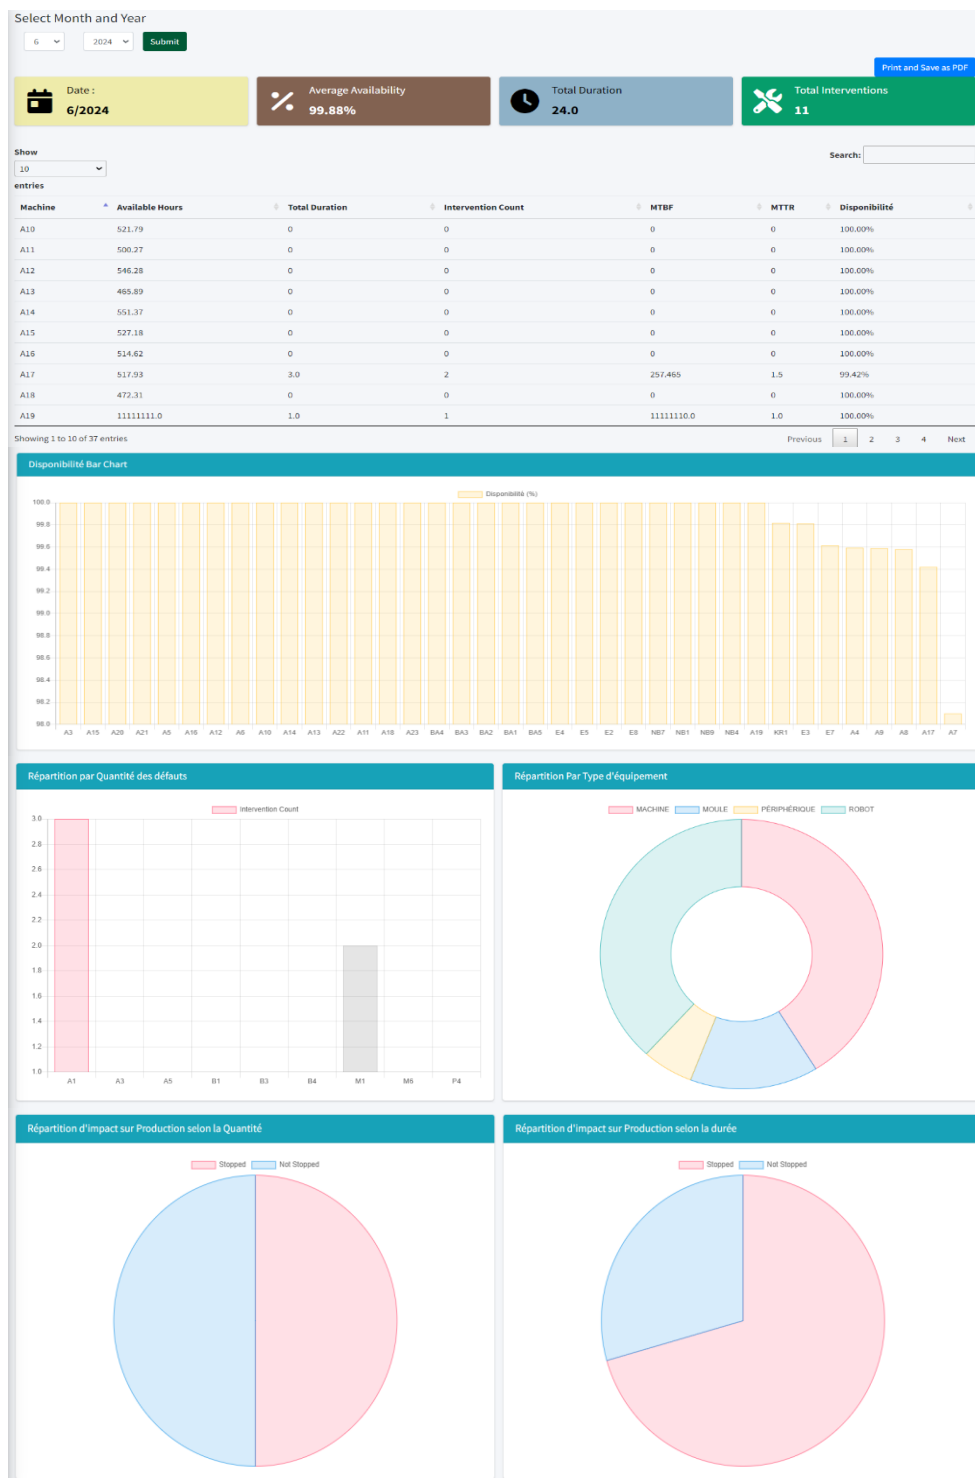 Select Month and Year
6 2024 Submit
Print and Save as PDF
Date :
6/2024
Average Availability
99.88%
Total Duration
24.0
Total Interventions
11
Show
10
entries
Search:
Machine Available Hours Total Duration Intervention Count MTBF MTTR Disponibilité
A10 521.79 0 0 0 0 100.00%
A11 500.27 0 0 0 0 100.00%
A12 546.28 0 0 0 0 100.00%
A13 465.89 0 0 0 0 100.00%
A14 551.37 0 0 0 0 100.00%
A15 527.18 0 0 0 0 100.00%
A16 514.62 0 0 0 0 100.00%
A17 517.93 3.0 2 257.465 1.5 99.42%
A18 472.31 0 0 0 0 100.00%
A19 11111111.0 1.0 1 11111110.0 1.0 100.00%
Showing 1 to 10 of 37 entries
Previous 1 2 3 4 Next
Disponibilité Bar Chart
Disponibilité (%)
100.0
99.8
99.6
99.4
99.2
99.0
98.8
98.6
98.4
98.2
98.0
A3 A15 A20 A21 A5 A16 A12 A6 A10 A14 A13 A22 A11 A18 A23 BA4 BA3 BA2 BA1 BA5 E4 E5 E2 E8 NB7 NB1 NB9 NB4 A19 KR1 E3 E7 A4 A9 A8 A17 A7
Répartition par Quantité des défauts
Intervention Count
3.0
2.8
2.6
2.4
2.2
2.0
1.8
1.6
1.4
1.2
1.0
A1 A3 A5 B1 B3 B4 M1 M6 P4
Répartition Par Type d'équipement
MACHINE MOULE PÉRIPHÉRIQUE ROBOT
Répartition d'impact sur Production selon la Quantité
Stopped Not Stopped
Répartition d'impact sur Production selon la durée
Stopped Not Stopped